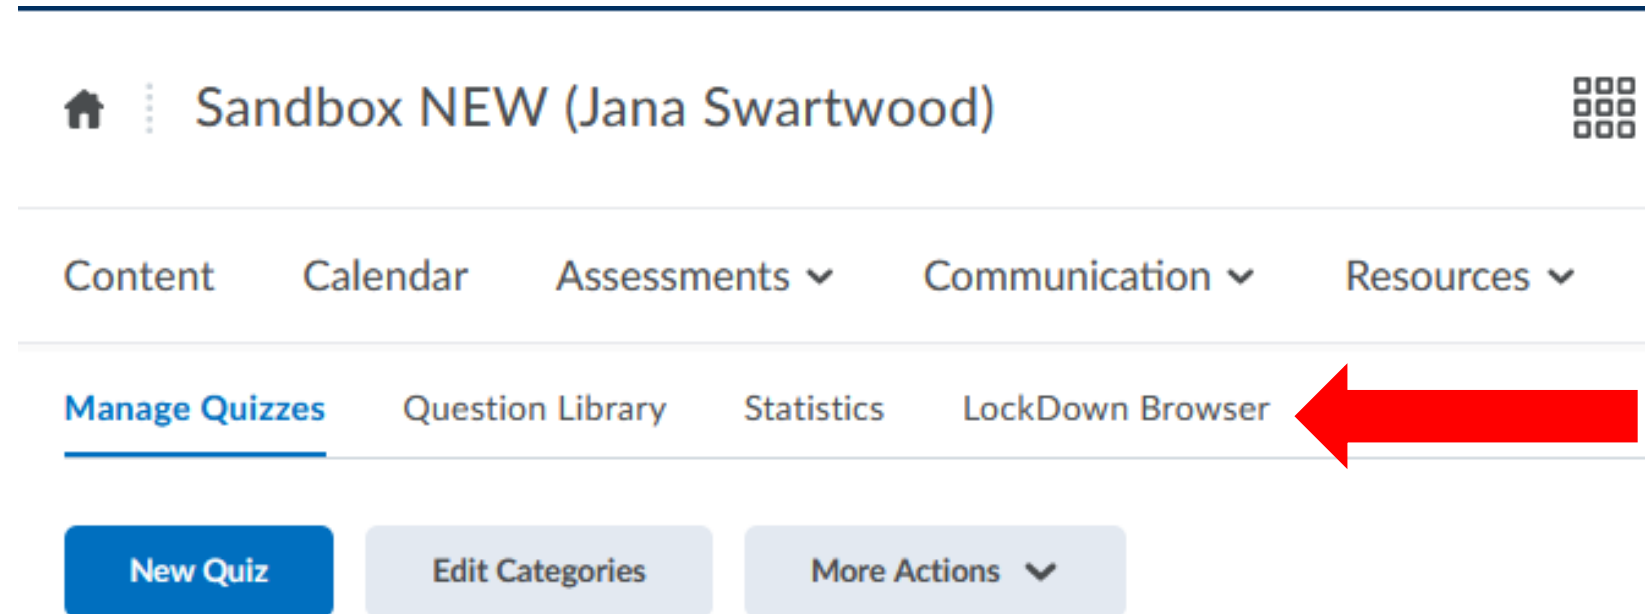 Sandbox NEW (Jana Swartwood)
Content Calendar Assessments Communication Resources
Manage Quizzes Question Library Statistics LockDown Browser
New Quiz Edit Categories More Actions